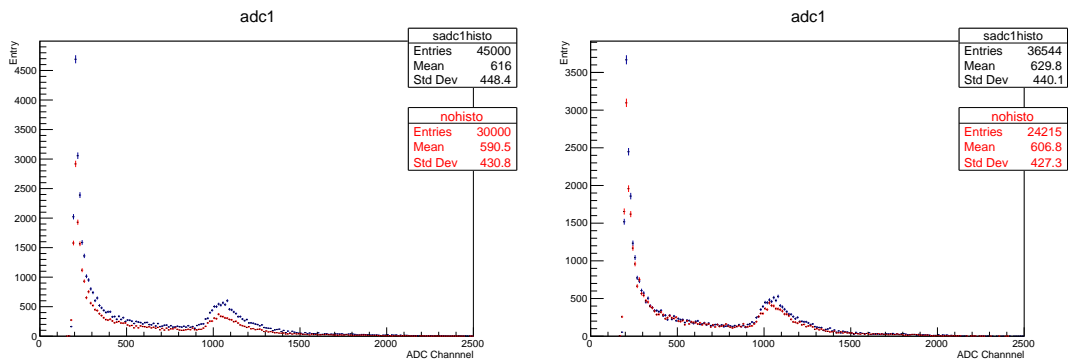 adc1
Entry
sadc1histo
Entries 45000
Mean 616
Std Dev 448.4
nohisto
Entries 30000
Mean 590.5
Std Dev 430.8
4500
4000
3500
3000
2500
2000
1500
1000
500
0
0 500 1000 1500 2000 2500
ADC Channnel
adc1
Entry
sadc1histo
Entries 36544
Mean 629.8
Std Dev 440.1
nohisto
Entries 24215
Mean 606.8
Std Dev 427.3
3500
3000
2500
2000
1500
1000
500
0
0 500 1000 1500 2000 2500
ADC Channnel